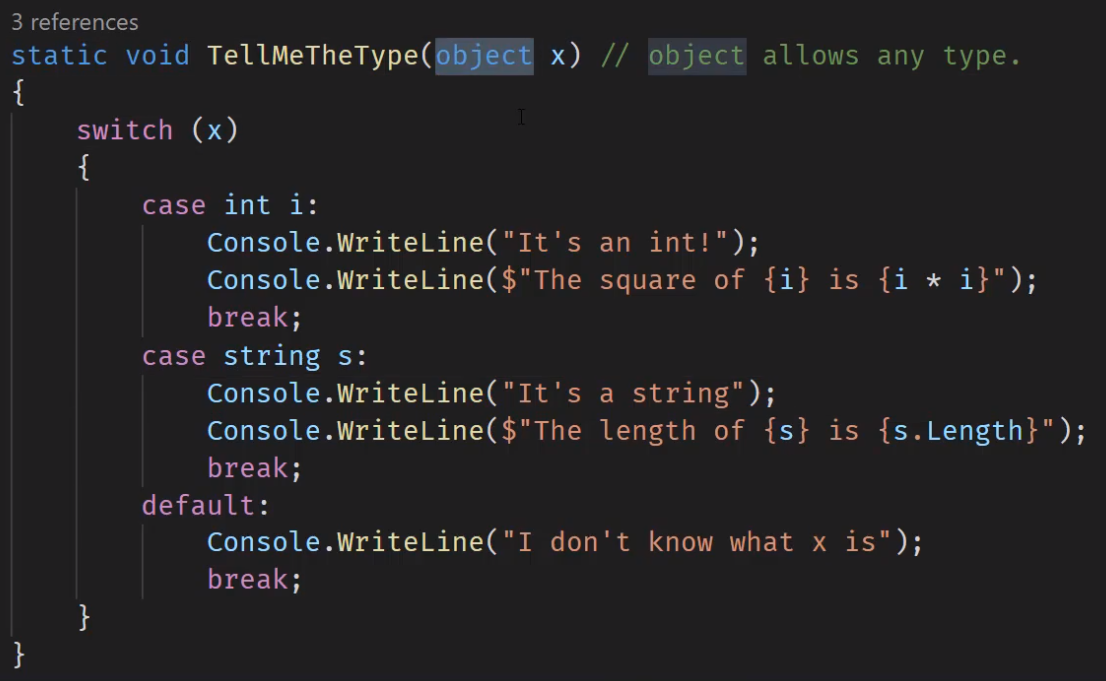 3 references
static void TellMeTheType(object x) // object allows any type.
{
    switch (x)
    {
        case int i:
            Console.WriteLine("It's an int!");
            Console.WriteLine($"The square of {i} is {i * i}");
            break;
        case string s:
            Console.WriteLine("It's a string");
            Console.WriteLine($"The length of {s} is {s.Length}");
            break;
        default:
            Console.WriteLine("I don't know what x is");
            break;
    }
}